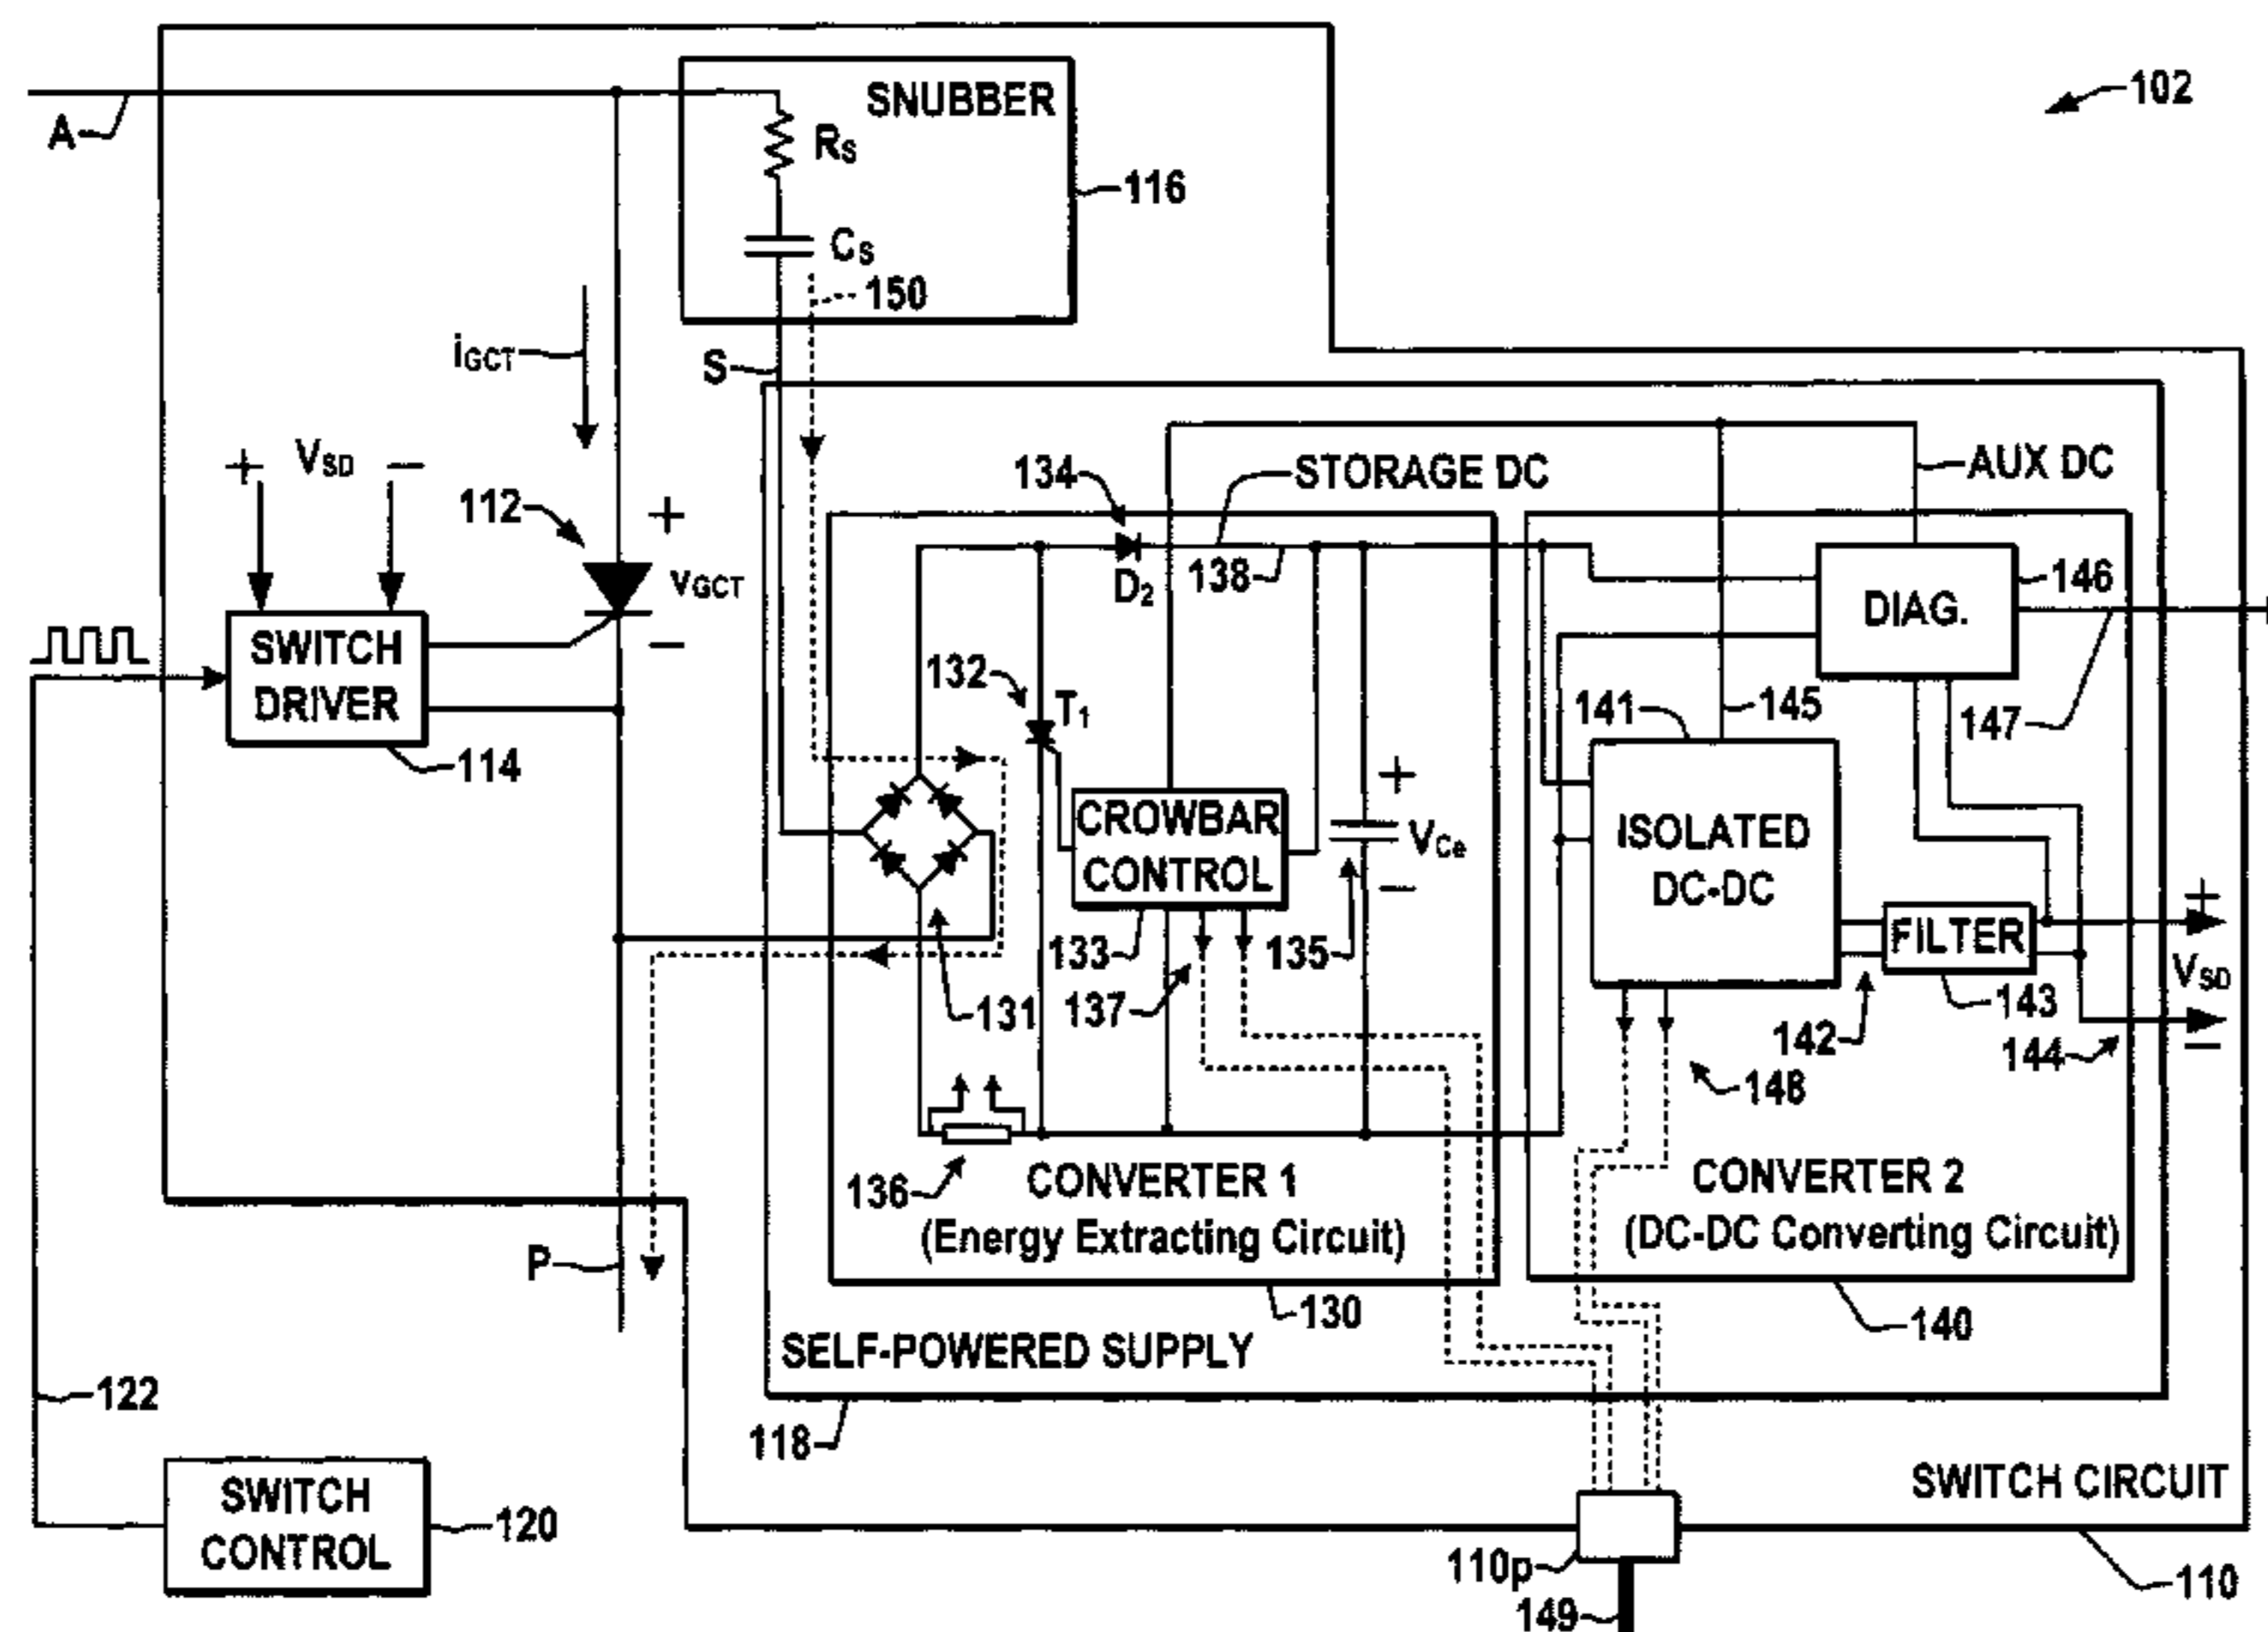 SNUBBER
102
A
RS
116
CS
150
iGCT
S
+ VSD −
134
STORAGE DC
AUX DC
112
+
vGCT
−
D2
138
146
DIAG.
SWITCH
DRIVER
132
T1
141
145
147
114
CROWBAR
CONTROL
+
VCe
−
ISOLATED
DC-DC
FILTER
+
VSD
−
133
135
137
131
142
143
144
148
136
CONVERTER 1
(Energy Extracting Circuit)
CONVERTER 2
(DC-DC Converting Circuit)
P
130
140
SELF-POWERED SUPPLY
122
118
SWITCH CIRCUIT
SWITCH
CONTROL
120
110p
110
149